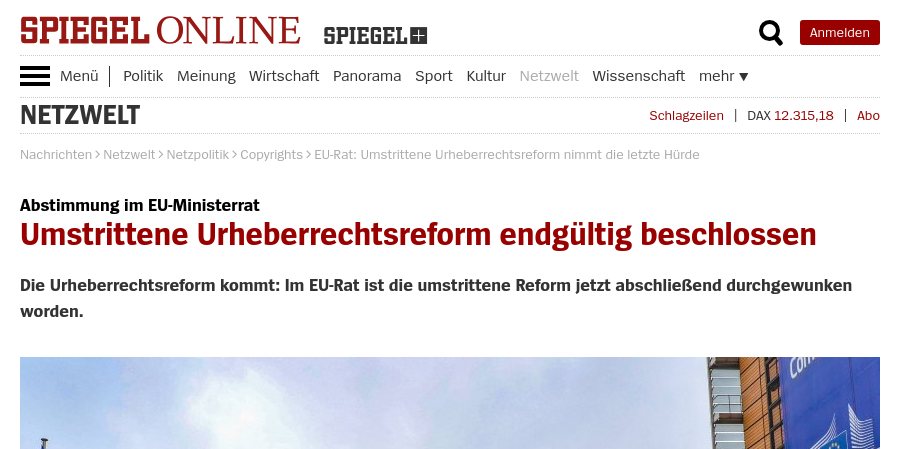 SPIEGEL ONLINE SPIEGEL+ Anmelden
Menü Politik Meinung Wirtschaft Panorama Sport Kultur Netzwelt Wissenschaft mehr ▼
NETZWELT Schlagzeilen | DAX 12.315,18 | Abo
Nachrichten > Netzwelt > Netzpolitik > Copyrights > EU-Rat: Umstrittene Urheberrechtsreform nimmt die letzte Hürde
Abstimmung im EU-Ministerrat
Umstrittene Urheberrechtsreform endgültig beschlossen
Die Urheberrechtsreform kommt: Im EU-Rat ist die umstrittene Reform jetzt abschließend durchgewunken
worden.